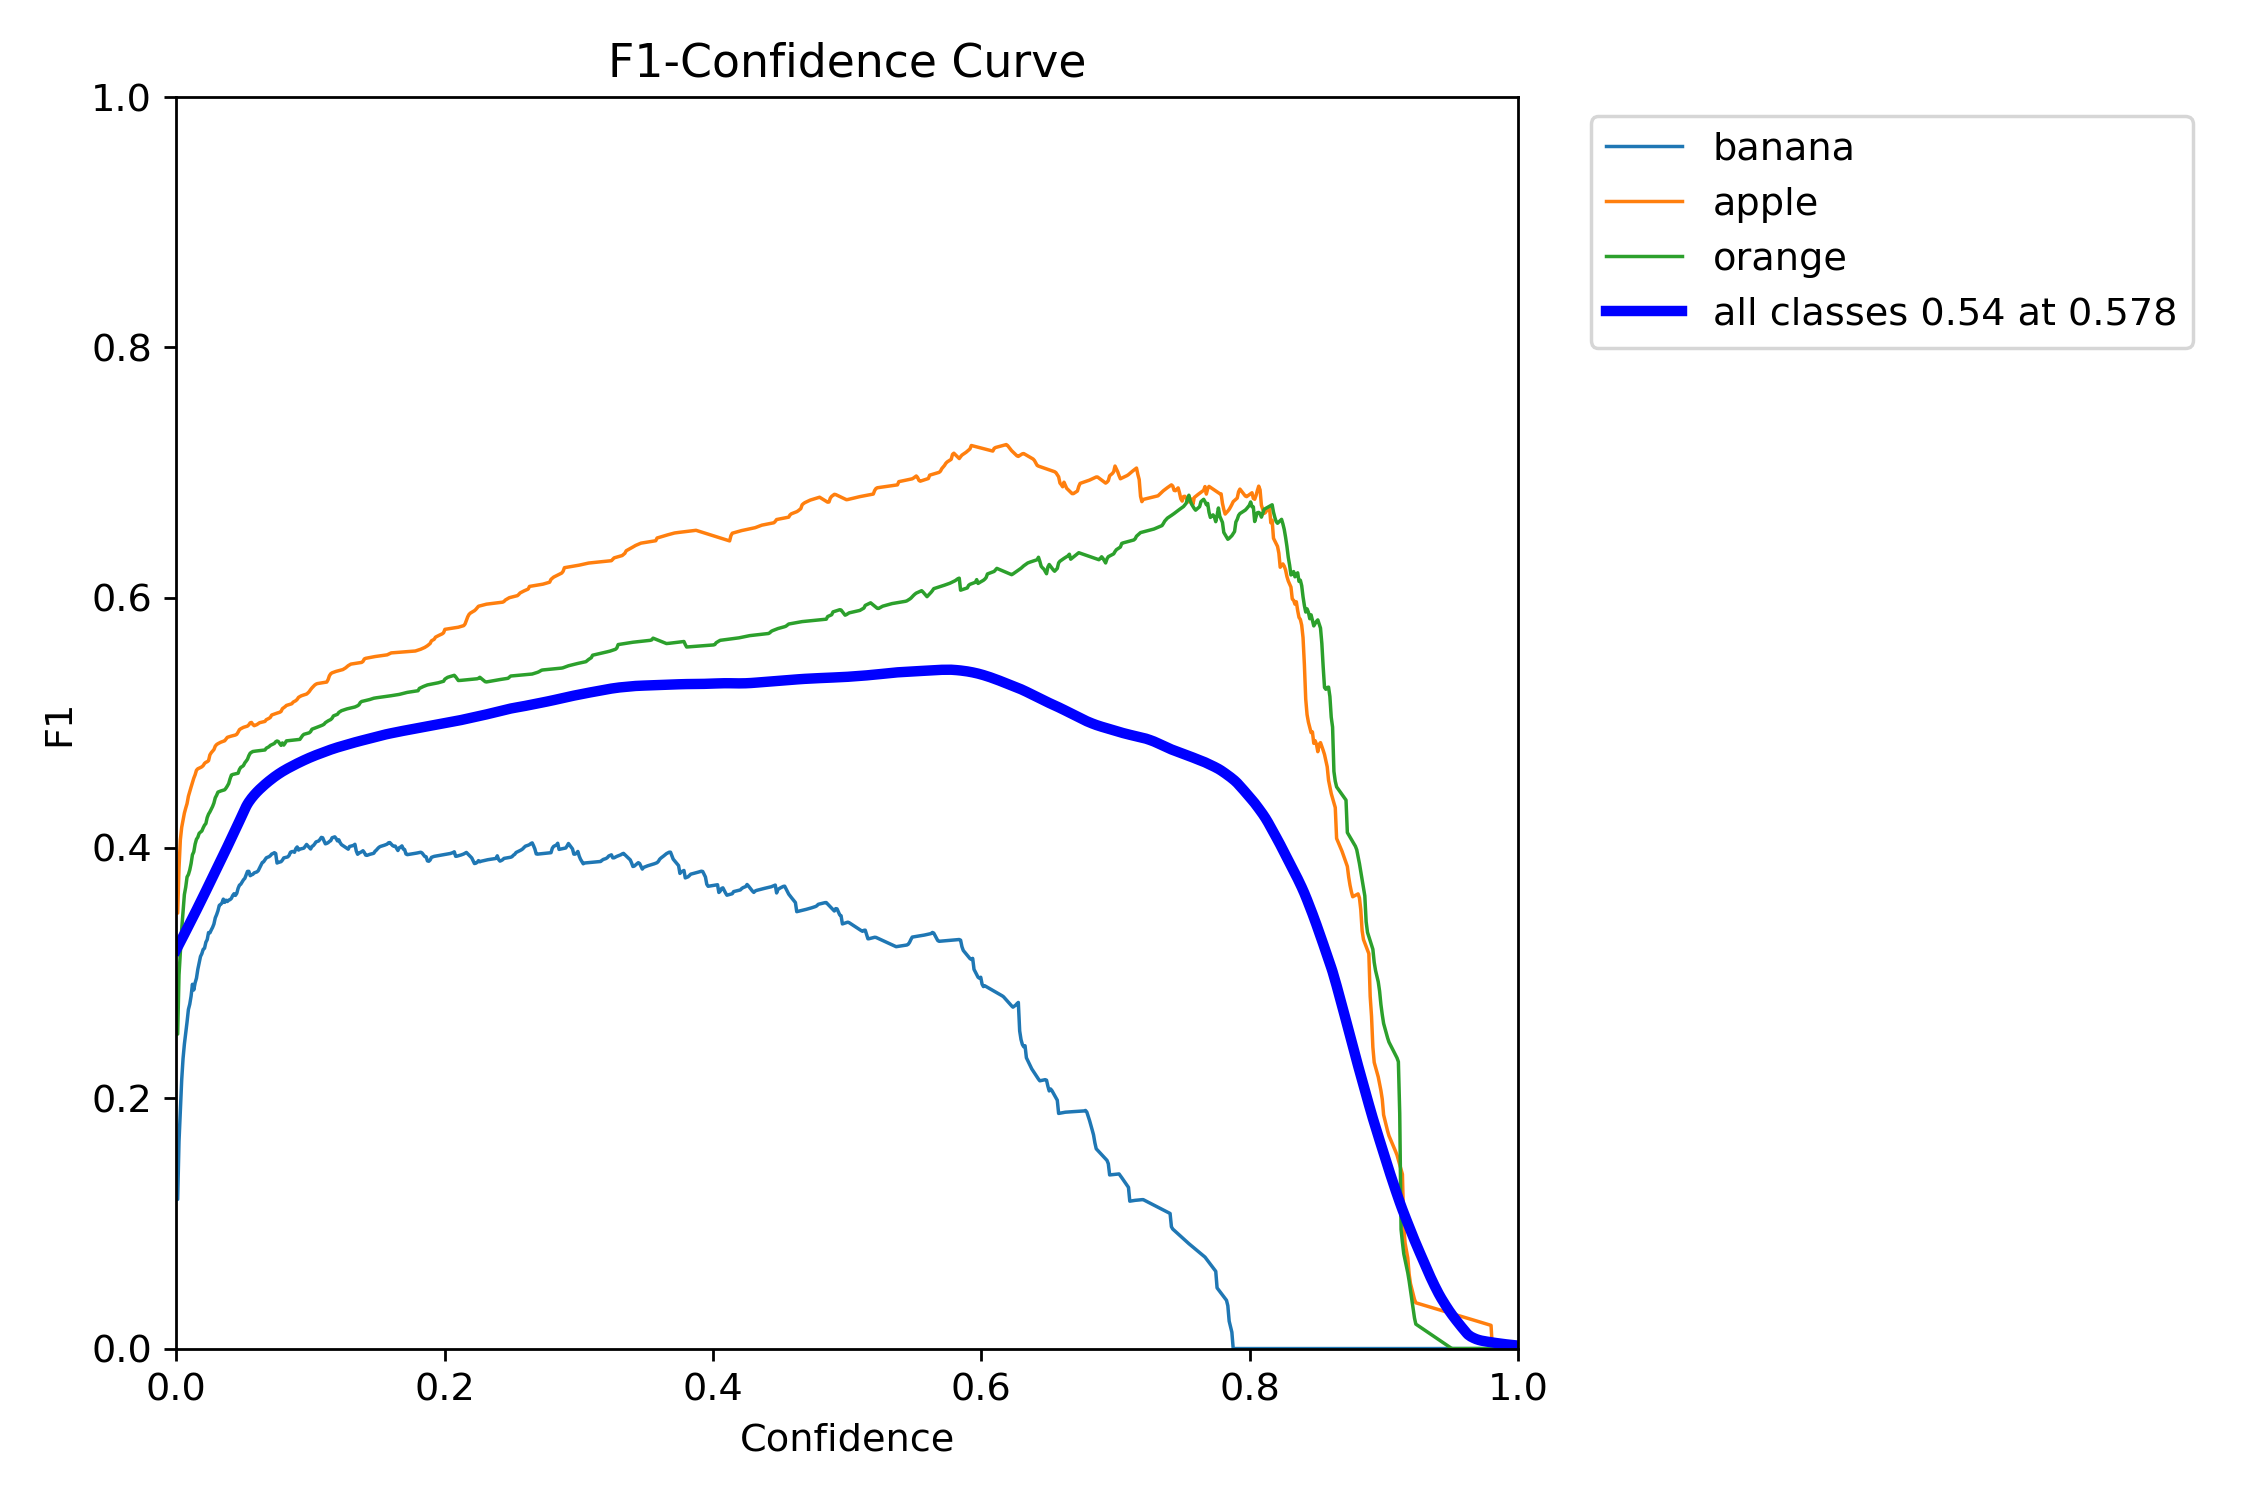 F1-Confidence Curve
1.0
0.8
0.6
0.4
0.2
0.0
F1
0.0 0.2 0.4 0.6 0.8 1.0
Confidence
banana
apple
orange
all classes 0.54 at 0.578